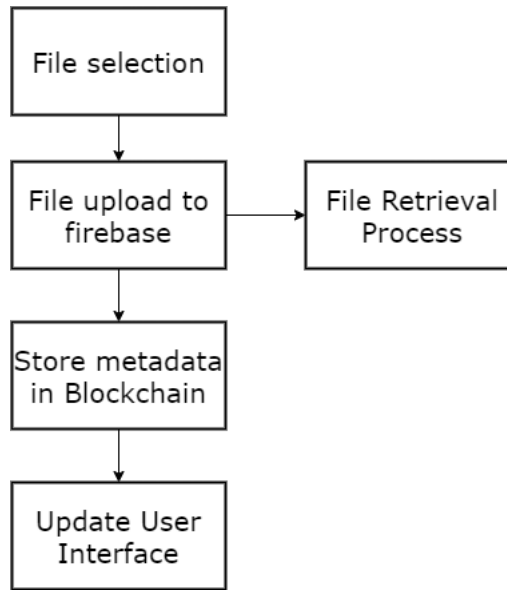 File selection
File upload to
firebase
File Retrieval
Process
Store metadata
in Blockchain
Update User
Interface